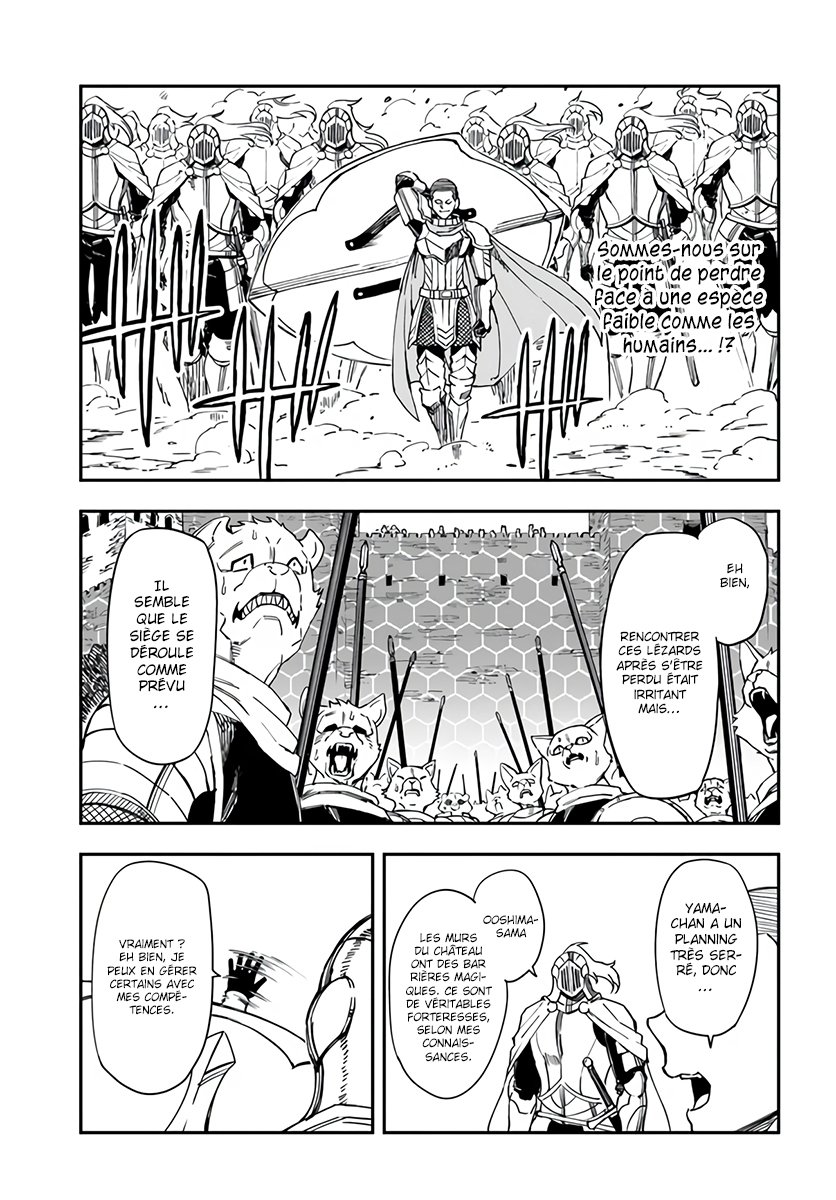 SOMMES-NOUS SUR
LE POINT DE PERDRE
FACE À UNE ESPÈCE
FAIBLE COMME LES
HUMAINS... !?
EH
BIEN,
RENCONTRER
CES LÉZARDS
APRÈS S'ÊTRE
PERDU ÉTAIT
IRRITANT
MAIS...
IL
SEMBLE
QUE LE
SIÈGE SE
DÉROULE
COMME
PRÉVU
...
YAMA-
CHAN A UN
PLANNING
TRÈS SER-
RÉ, DONC
...
OOSHIMA-
SAMA
LES MURS
DU CHÂTEAU
ONT DES BAR
RIÈRES MAGI-
QUES. CE SONT
DE VÉRITABLES
FORTERESSES,
SELON MES
CONNAIS-
SANCES.
VRAIMENT ?
EH BIEN, JE
PEUX EN GÉRER
CERTAINS AVEC
MES COMPÉ-
TENCES.